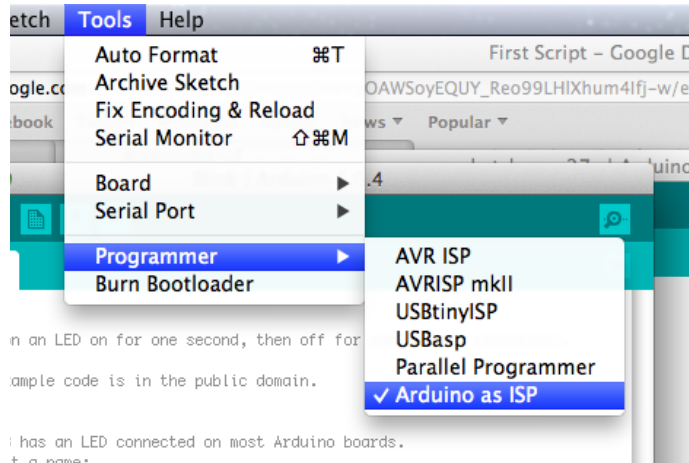 etch Tools Help
Auto Format ⌘T
Archive Sketch
Fix Encoding & Reload
Serial Monitor ⇧⌘M
Board
Serial Port
Programmer
Burn Bootloader
AVR ISP
AVRISP mkII
USBtinyISP
USBasp
Parallel Programmer
✓ Arduino as ISP
First Script – Google D
ogle.co
OAWSoyEQUY_Reo99LHlXhum4lfj-w/e
book
ws ▾ Popular ▾
.4
n an LED on for one second, then off for
ample code is in the public domain.
has an LED connected on most Arduino boards.
t a name: